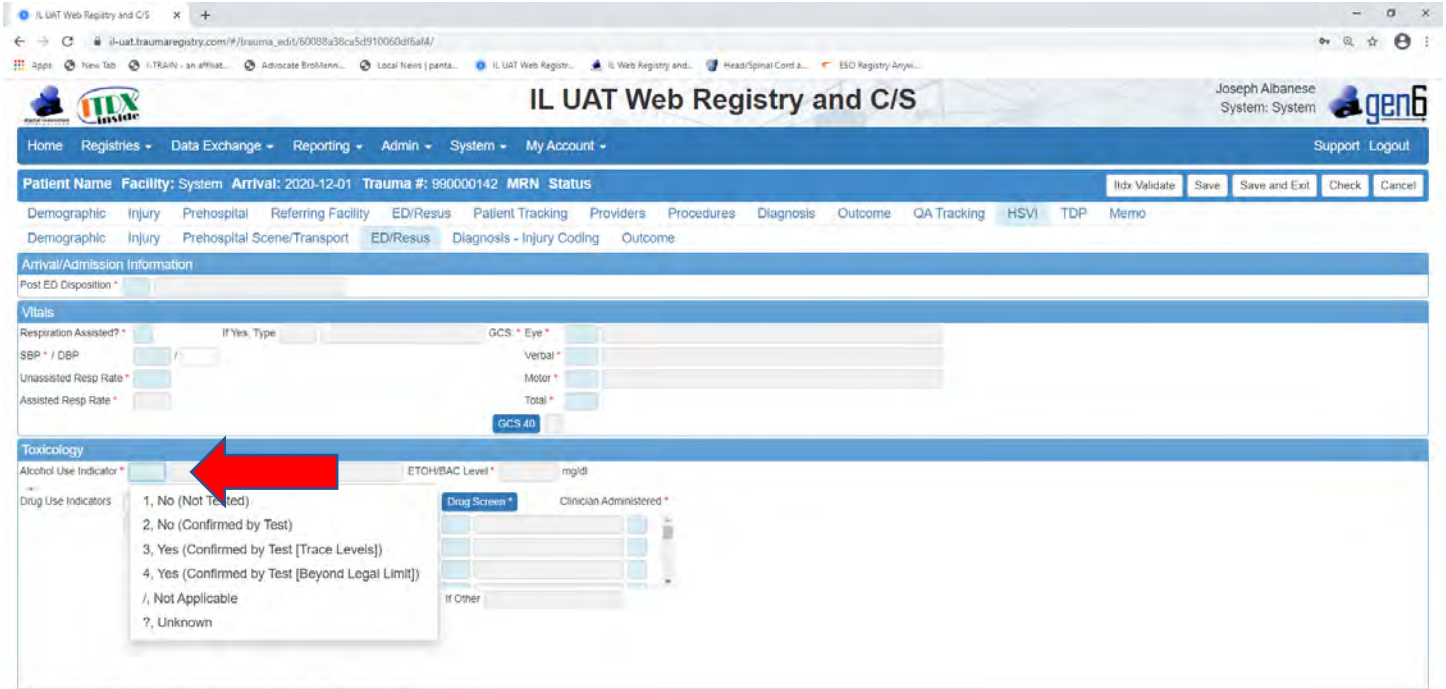 IL UAT Web Registry and C/S
il-uat.traumaregistry.com/#/trauma_edit/60088a38ca5d910060df6af4/
Apps New Tab I-TRAIN - an affiliat... Advocate BroMenn... Local News | panta... IL UAT Web Registr... IL Web Registry and... Head/Spinal Cord a... ESO Registry Anyw...
ITDX inside
IL UAT Web Registry and C/S
Joseph Albanese
System: System
gen6
Home Registries Data Exchange Reporting Admin System My Account Support Logout
Patient Name Facility: System Arrival: 2020-12-01 Trauma #: 990000142 MRN Status Itdx Validate Save Save and Exit Check Cancel
Demographic Injury Prehospital Referring Facility ED/Resus Patient Tracking Providers Procedures Diagnosis Outcome QA Tracking HSVI TDP Memo
Demographic Injury Prehospital Scene/Transport ED/Resus Diagnosis - Injury Coding Outcome
Arrival/Admission Information
Post ED Disposition *
Vitals
Respiration Assisted? * If Yes, Type GCS: * Eye *
SBP * / DBP / Verbal *
Unassisted Resp Rate * Motor *
Assisted Resp Rate * Total *
GCS 40
Toxicology
Alcohol Use Indicator * ETOH/BAC Level * mg/dl
Drug Use Indicators Drug Screen * Clinician Administered *
1, No (Not Tested)
2, No (Confirmed by Test)
3, Yes (Confirmed by Test [Trace Levels])
4, Yes (Confirmed by Test [Beyond Legal Limit])
/, Not Applicable
If Other
?, Unknown